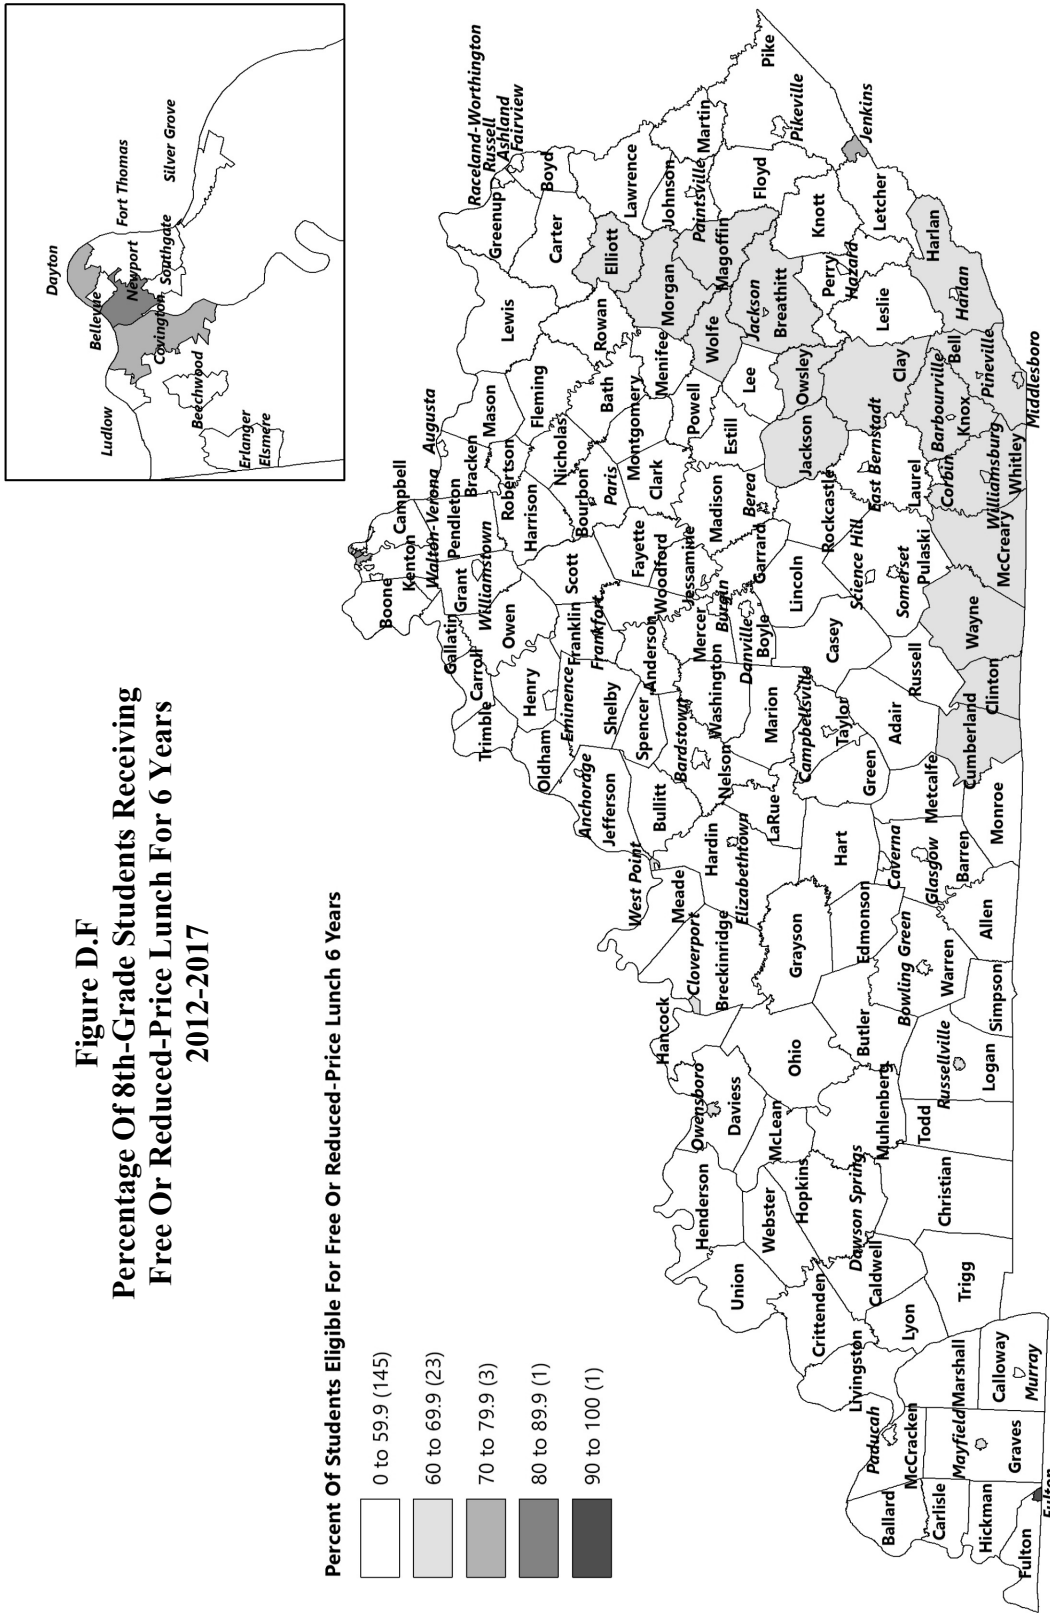 Figure D.F
Percentage Of 8th-Grade Students Receiving
Free Or Reduced-Price Lunch For 6 Years
2012-2017
Percent Of Students Eligible For Free Or Reduced-Price Lunch 6 Years
0 to 59.9 (145)
60 to 69.9 (23)
70 to 79.9 (3)
80 to 89.9 (1)
90 to 100 (1)
Dayton
Bellevue
Newport
Fort Thomas
Silver Grove
Southgate
Covington
Ludlow
Beechwood
Erlanger
Elsmere
Raceland-Worthington
Russell
Ashland
Fairview
Greenup
Boyd
Carter
Lewis
Lawrence
Elliott
Rowan
Mason
Fleming
Augusta
Bracken
Robertson
Nicholas
Bath
Campbell
Kenton
Boone
Walton-Verona
Pendleton
Grant
Williamstown
Harrison
Gallatin
Owen
Carroll
Trimble
Henry
Eminence
Oldham
Franklin
Frankfort
Scott
Bourbon
Paris
Montgomery
Menifee
Morgan
Johnson
Paintsville
Martin
Magoffin
Floyd
Pike
Pikeville
Jenkins
Letcher
Knott
Perry
Hazard
Breathitt
Jackson
Wolfe
Powell
Clark
Fayette
Woodford
Jessamine
Anderson
Shelby
Spencer
Anchorage
Jefferson
Bullitt
West Point
Meade
Hardin
Elizabethtown
Nelson
Bardstown
Washington
Mercer
Burgin
Danville
Boyle
Garrard
Madison
Berea
Estill
Lee
Owsley
Jackson
Clay
Leslie
Harlan
Harlan
Bell
Pineville
Middlesboro
Knox
Barbourville
Corbin
Laurel
East Bernstadt
Rockcastle
Lincoln
Casey
Marion
LaRue
Campbellsville
Taylor
Green
Adair
Russell
Pulaski
Somerset
Science Hill
Whitley
Williamsburg
McCreary
Wayne
Clinton
Cumberland
Monroe
Metcalfe
Barren
Glasgow
Caverna
Hart
Grayson
Edmonson
Breckinridge
Cloverport
Hancock
Owensboro
Daviess
McLean
Ohio
Butler
Bowling Green
Warren
Allen
Simpson
Logan
Russellville
Muhlenberg
Todd
Henderson
Webster
Hopkins
Dawson Springs
Christian
Union
Crittenden
Caldwell
Lyon
Trigg
Livingston
Marshall
Calloway
Murray
Paducah
McCracken
Mayfield
Graves
Ballard
Carlisle
Hickman
Fulton
Fulton